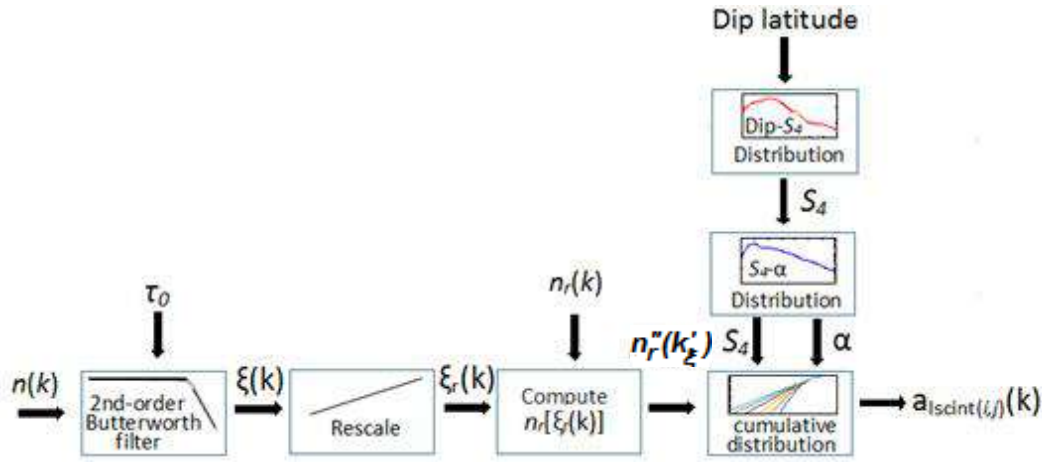 Dip latitude
Dip-S₄
Distribution
S₄
S₄-α
Distribution
S₄
α
τ₀
nᵣ(k)
n(k)
2nd-order
Butterworth
filter
ξ(k)
Rescale
ξᵣ(k)
Compute
nᵣ[ξᵣ(k)]
nᵣ''(k'ξ)
cumulative
distribution
a_lscint(i,j)(k)